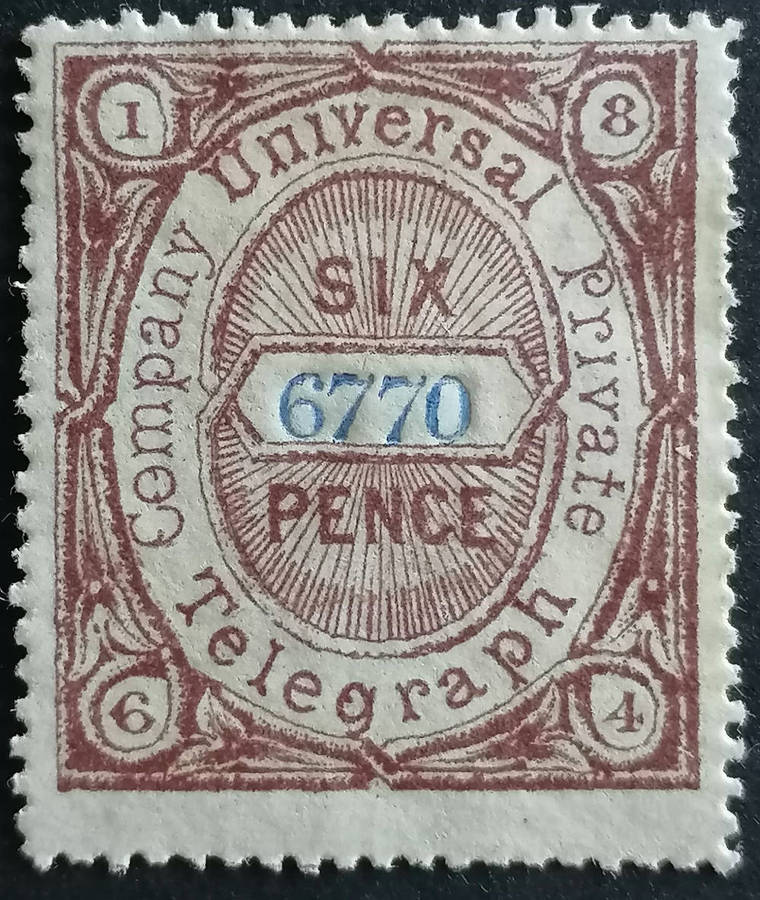 1 8
Universal Private
Telegraph Company
SIX
6770
PENCE
6 4